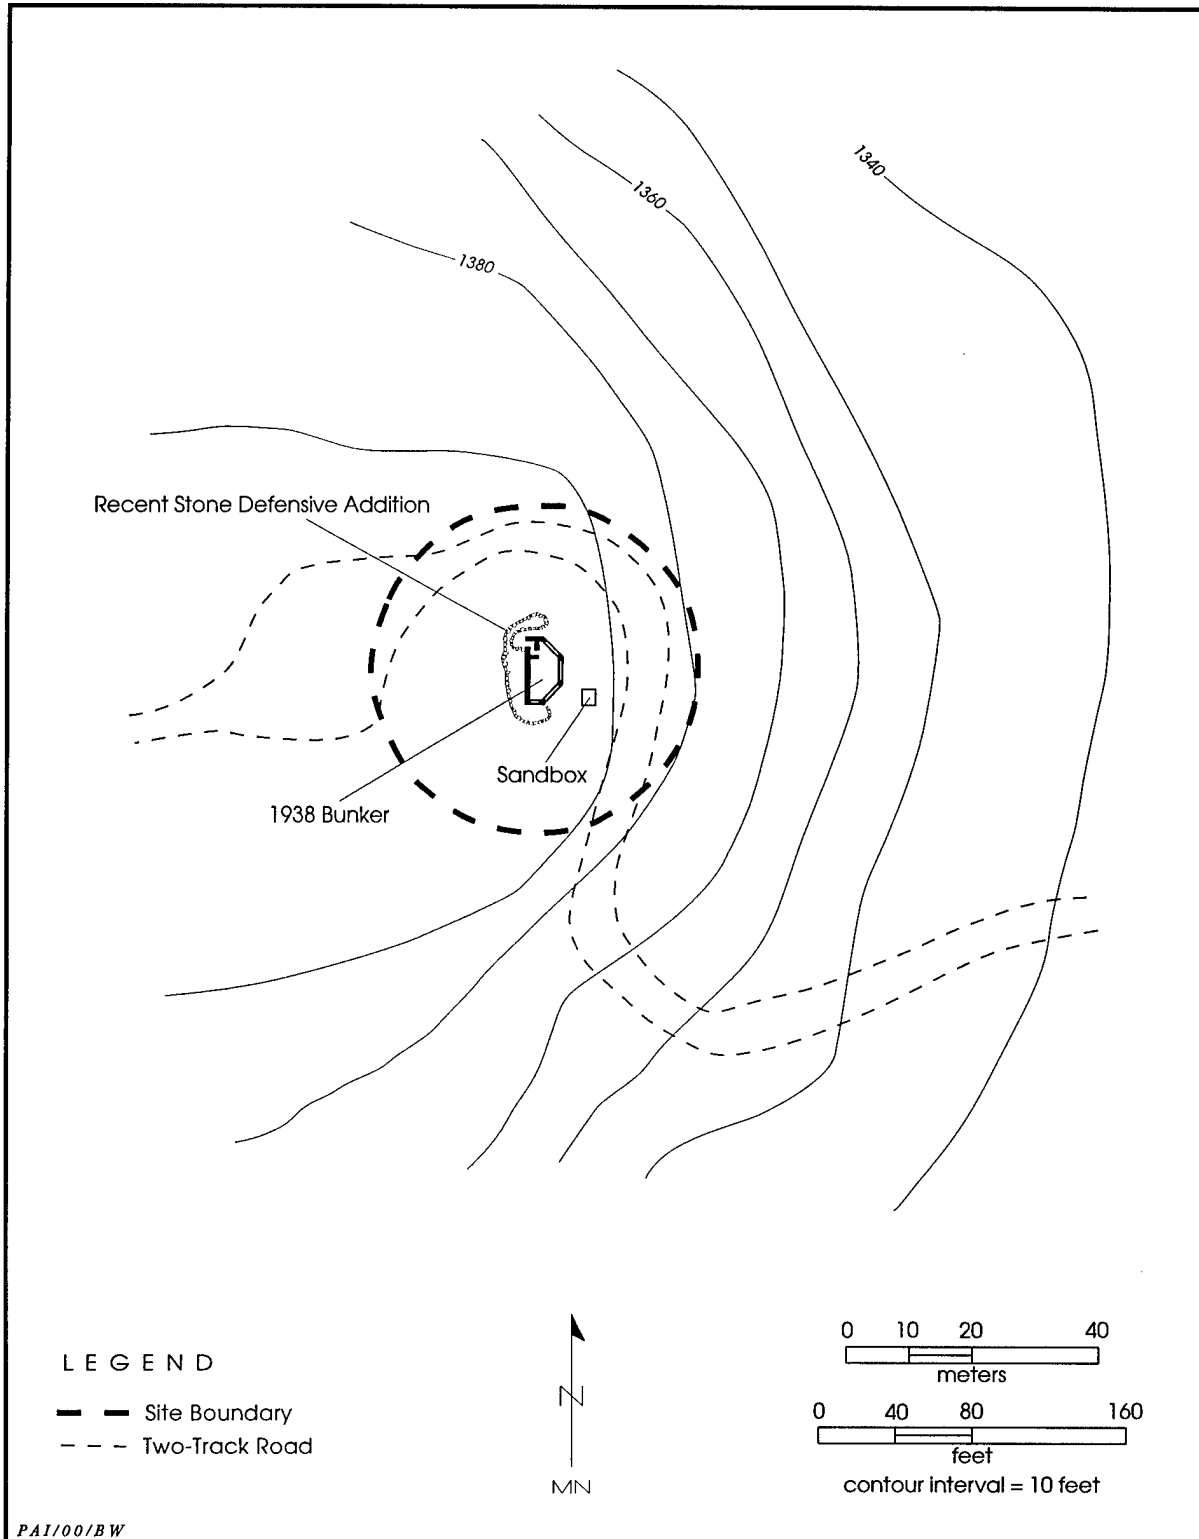 1340
1360
1380
Recent Stone Defensive Addition
Sandbox
1938 Bunker
LEGEND
Site Boundary
Two-Track Road
N
MN
0 10 20 40
meters
0 40 80 160
feet
contour interval = 10 feet
PAI/00/BW